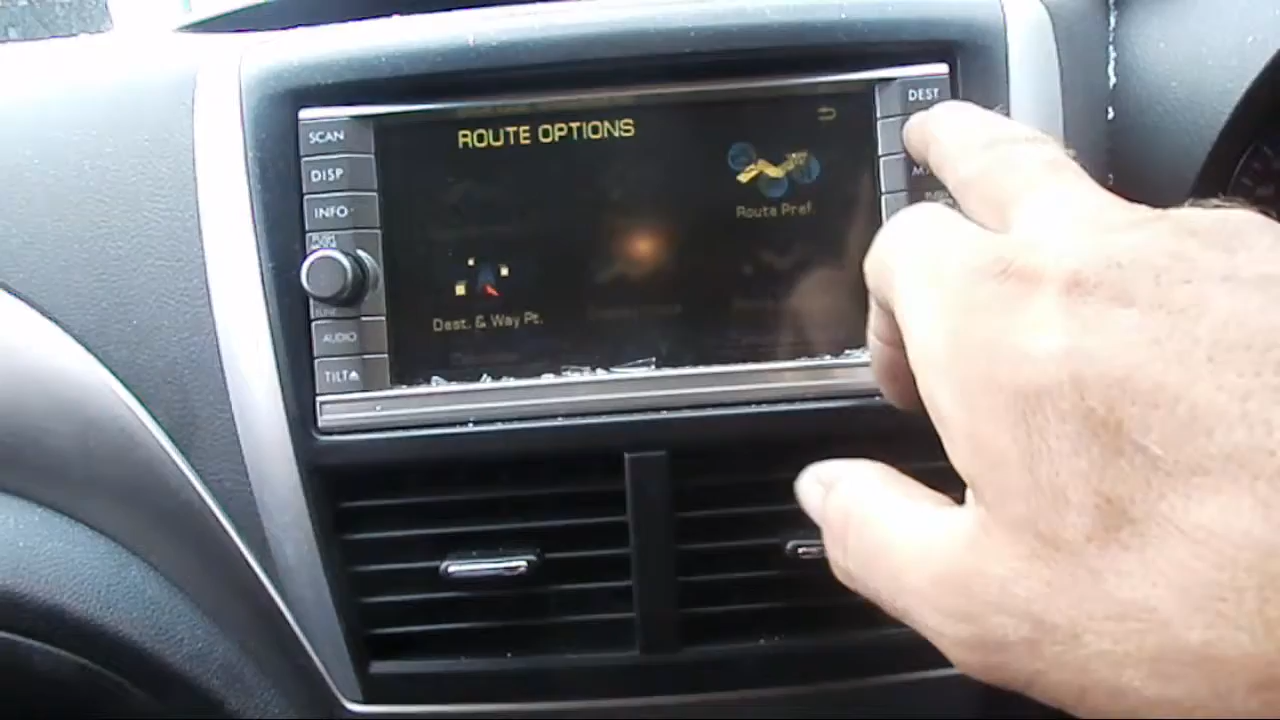 SCAN
DISP
INFO
AUDIO
TILT
ROUTE OPTIONS
Route Pref.
Dest. & Way Pt.
DEST